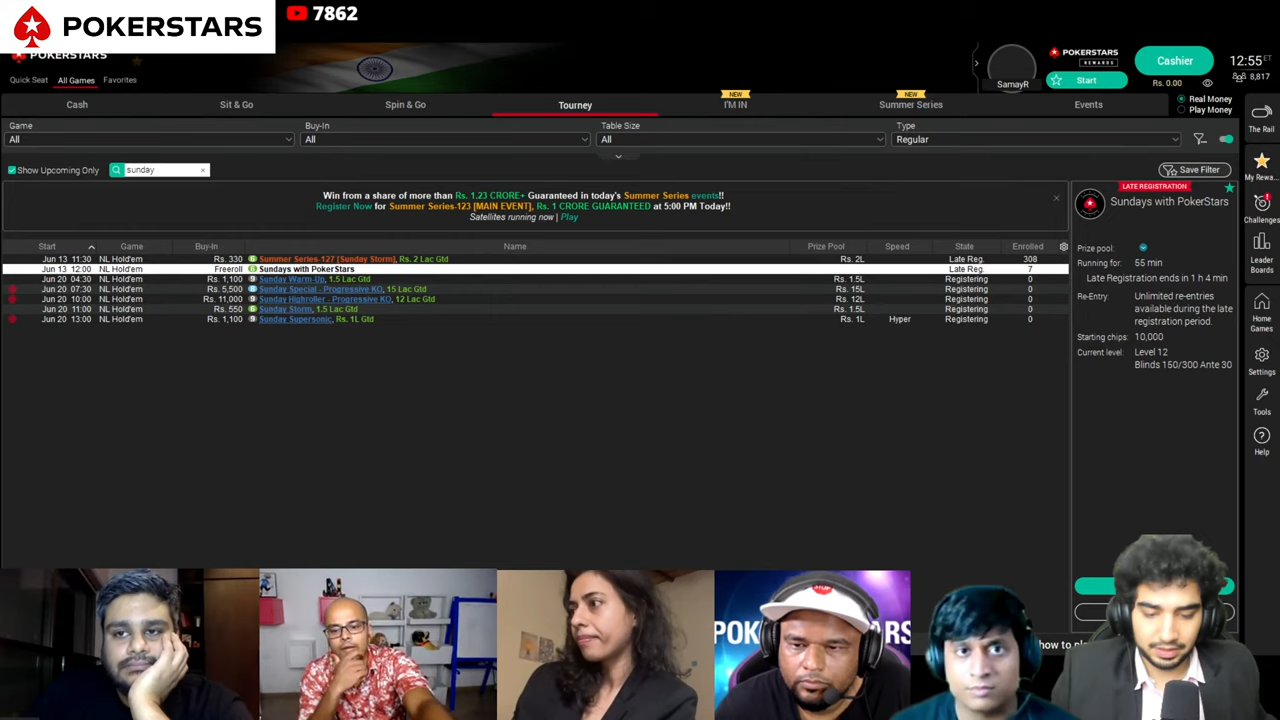 POKERSTARS
7862
POKERSTARS
Quick Seat All Games Favorites
SamayR
POKERSTARS
REWARDS
Start
Cashier
Rs. 0.00
12:55 ET
8,817
Cash Sit & Go Spin & Go Tourney NEW I'M IN NEW Summer Series Events
Real Money
Play Money
Game Buy-In Table Size Type
All All All Regular
Show Upcoming Only sunday × Save Filter
Win from a share of more than Rs. 1.23 CRORE+ Guaranteed in today's Summer Series events!!
Register Now for Summer Series-123 [MAIN EVENT], Rs. 1 CRORE GUARANTEED at 5:00 PM Today!!
Satellites running now | Play
Start Game Buy-In Name Prize Pool Speed State Enrolled
Jun 13 11:30 NL Hold'em Rs. 330 6 Summer Series-127 [Sunday Storm], Rs. 2 Lac Gtd Rs. 2L Late Reg. 308
Jun 13 12:00 NL Hold'em Freeroll 6 Sundays with PokerStars Late Reg. 7
Jun 20 04:30 NL Hold'em Rs. 1,100 9 Sunday Warm-Up, 1.5 Lac Gtd Rs. 1.5L Registering 0
Jun 20 07:30 NL Hold'em Rs. 5,500 8 Sunday Special - Progressive KO, 15 Lac Gtd Rs. 15L Registering 0
Jun 20 10:00 NL Hold'em Rs. 11,000 9 Sunday Highroller - Progressive KO, 12 Lac Gtd Rs. 12L Registering 0
Jun 20 11:00 NL Hold'em Rs. 550 6 Sunday Storm, 1.5 Lac Gtd Rs. 1.5L Registering 0
Jun 20 13:00 NL Hold'em Rs. 1,100 9 Sunday Supersonic, Rs. 1L Gtd Rs. 1L Hyper Registering 0
LATE REGISTRATION
Sundays with PokerStars
Prize pool:
Running for: 55 min
Late Registration ends in 1 h 4 min
Re-Entry: Unlimited re-entries
available during the late
registration period.
Starting chips: 10,000
Current level: Level 12
Blinds 150/300 Ante 30
The Rail
My Rewa...
Challenges
Leader
Boards
Home
Games
Settings
Tools
Help
how to pl
STOP
POK
RS